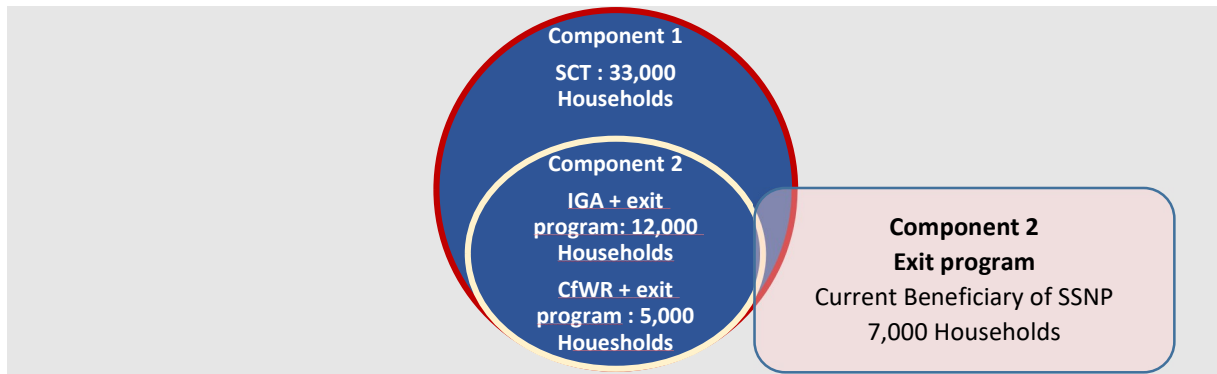 Component 1
SCT : 33,000
Households
Component 2
IGA + exit
program: 12,000
Households
CfWR + exit
program : 5,000
Houesholds
Component 2
Exit program
Current Beneficiary of SSNP
7,000 Households